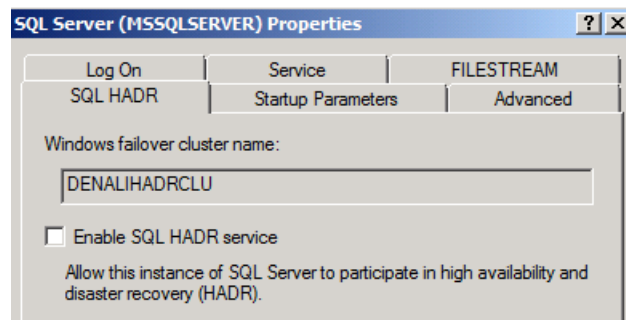 SQL Server (MSSQLSERVER) Properties
? X
Log On Service FILESTREAM
SQL HADR Startup Parameters Advanced
Windows failover cluster name:
DENALIHADRCLU
Enable SQL HADR service
Allow this instance of SQL Server to participate in high availability and
disaster recovery (HADR).